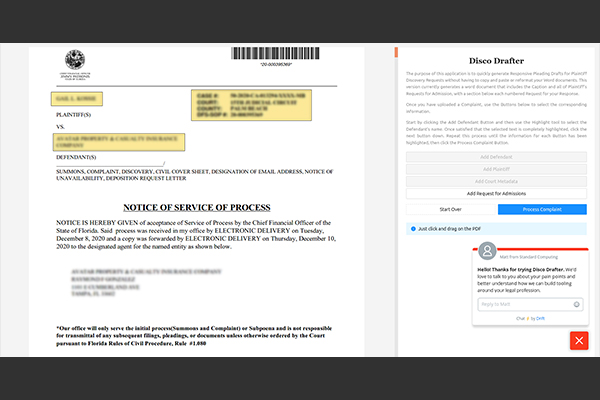 *20-000395369*
PLAINTIFF(S)
VS.
DEFENDANT(S)
SUMMONS, COMPLAINT, DISCOVERY, CIVIL COVER SHEET, DESIGNATION OF EMAIL ADDRESS, NOTICE OF
UNAVAILABILITY, DEPOSITION REQUEST LETTER
NOTICE OF SERVICE OF PROCESS
NOTICE IS HEREBY GIVEN of acceptance of Service of Process by the Chief Financial Officer of the
State of Florida. Said process was received in my office by ELECTRONIC DELIVERY on Tuesday,
December 8, 2020 and a copy was forwarded by ELECTRONIC DELIVERY on Thursday, December 10,
2020 to the designated agent for the named entity as shown below.
*Our office will only serve the initial process(Summons and Complaint) or Subpoena and is not responsible
for transmittal of any subsequent filings, pleadings, or documents unless otherwise ordered by the Court
pursuant to Florida Rules of Civil Procedure, Rule #1.080
Disco Drafter
The purpose of this application is to quickly generate Responsive Pleading Drafts for Plaintiff
Discovery Requests without having to copy and paste or reformat your Word documents. This
version currently generates a word document that includes the Caption and all of Plaintiff's
Requests for Admission, with a section below each numbered Request for your Response.
Once you have uploaded a Complaint, use the Buttons below to select the corresponding
information.
Start by clicking the Add Defendant Button and then use the Highlight tool to select the
Defendant's name. Once satisfied that the selected text is completely highlighted, click the
next button down. Repeat this process until the information for each Button has been
highlighted, then click the Process Complaint Button.
Add Defendant
Add Plaintiff
Add Court Metadata
Add Request for Admissions
Start Over
Process Complaint
Just click and drag on the PDF
Matt from Standard Computing
Hello! Thanks for trying Disco Drafter. We'd
love to talk to you about your pain points and
better understand how we can build tooling
around your legal profession.
Reply to Matt
Chat by Drift